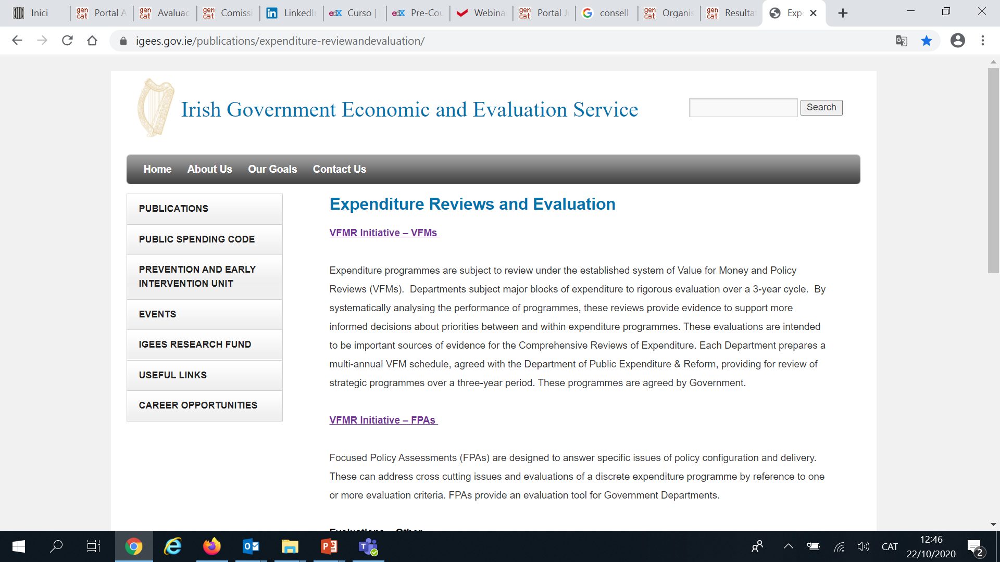 Inici
Portal A
Avaluac
Comissi
LinkedIn
edX Curso |
edX Pre-Cou
Webina
Portal J
consell
Organis
Resulta
Exp
igees.gov.ie/publications/expenditure-reviewandevaluation/
Irish Government Economic and Evaluation Service
Search
Home About Us Our Goals Contact Us
PUBLICATIONS
PUBLIC SPENDING CODE
PREVENTION AND EARLY
INTERVENTION UNIT
EVENTS
IGEES RESEARCH FUND
USEFUL LINKS
CAREER OPPORTUNITIES
Expenditure Reviews and Evaluation
VFMR Initiative – VFMs
Expenditure programmes are subject to review under the established system of Value for Money and Policy
Reviews (VFMs).  Departments subject major blocks of expenditure to rigorous evaluation over a 3-year cycle.  By
systematically analysing the performance of programmes, these reviews provide evidence to support more
informed decisions about priorities between and within expenditure programmes. These evaluations are intended
to be important sources of evidence for the Comprehensive Reviews of Expenditure. Each Department prepares a
multi-annual VFM schedule, agreed with the Department of Public Expenditure & Reform, providing for review of
strategic programmes over a three-year period. These programmes are agreed by Government.
VFMR Initiative – FPAs
Focused Policy Assessments (FPAs) are designed to answer specific issues of policy configuration and delivery.
These can address cross cutting issues and evaluations of a discrete expenditure programme by reference to one
or more evaluation criteria. FPAs provide an evaluation tool for Government Departments.
Evaluations – Other
CAT
12:46
22/10/2020
2